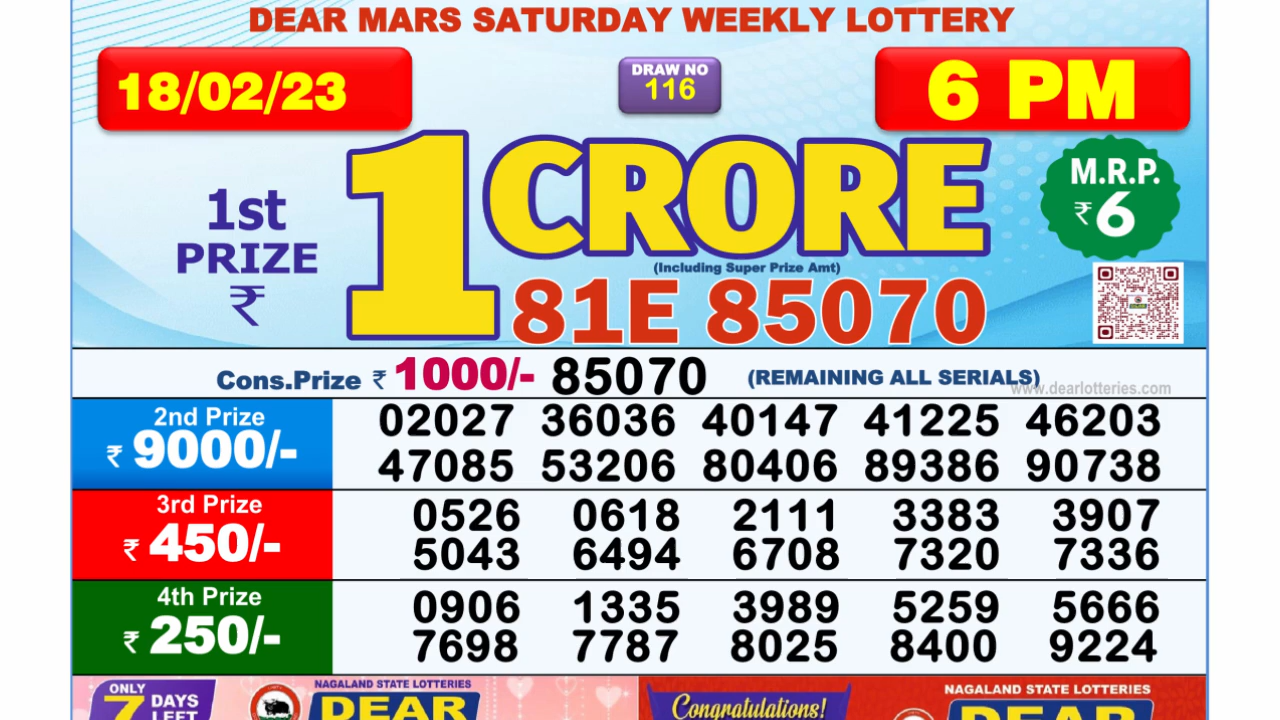 DEAR MARS SATURDAY WEEKLY LOTTERY
18/02/23
DRAW NO
116
6 PM
1st
PRIZE
₹
1 CRORE
(Including Super Prize Amt)
81E 85070
M.R.P.
₹ 6
Cons.Prize ₹ 1000/- 85070 (REMAINING ALL SERIALS)
www.dearlotteries.com
2nd Prize
₹ 9000/-
02027 36036 40147 41225 46203
47085 53206 80406 89386 90738
3rd Prize
₹ 450/-
0526 0618 2111 3383 3907
5043 6494 6708 7320 7336
4th Prize
₹ 250/-
0906 1335 3989 5259 5666
7698 7787 8025 8400 9224
ONLY
7 DAYS
LEFT
NAGALAND STATE LOTTERIES
DEAR
Congratulations!
NAGALAND STATE LOTTERIES
DEAR